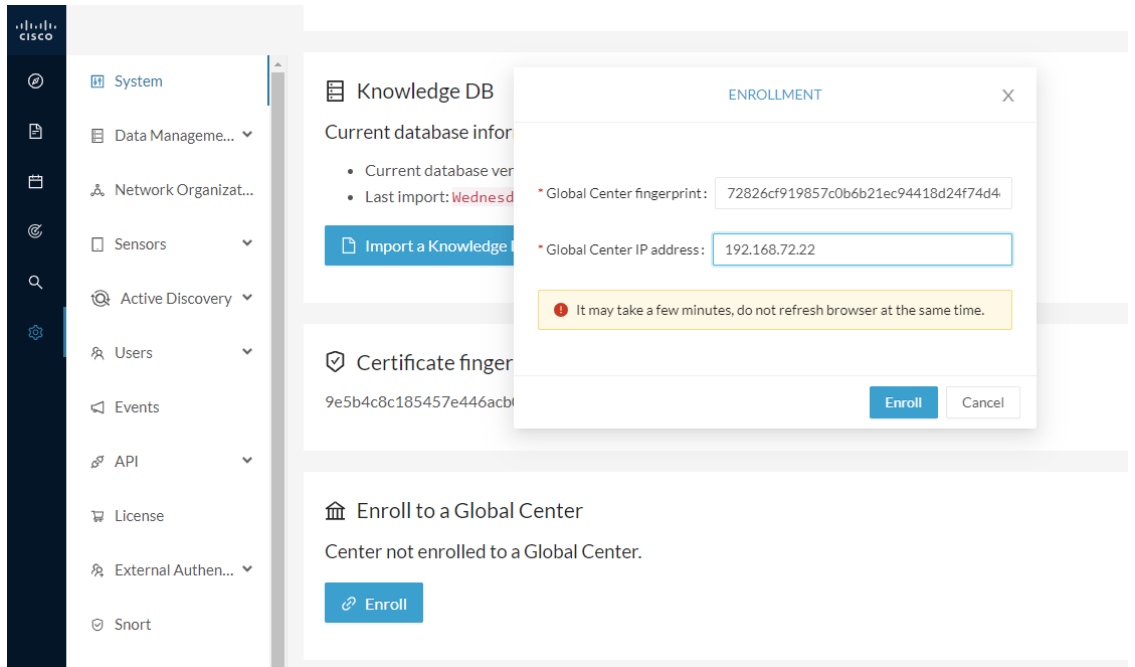 CISCO
System
Data Manageme...
Network Organizat...
Sensors
Active Discovery
Users
Events
API
License
External Authen...
Snort
Knowledge DB
Current database infor
Current database ver
Last import: Wednesd
Import a Knowledge
Certificate finger
9e5b4c8c185457e446acb
Enroll to a Global Center
Center not enrolled to a Global Center.
Enroll
ENROLLMENT
* Global Center fingerprint: 72826cf919857c0b6b21ec94418d24f74d4
* Global Center IP address: 192.168.72.22
It may take a few minutes, do not refresh browser at the same time.
Enroll Cancel